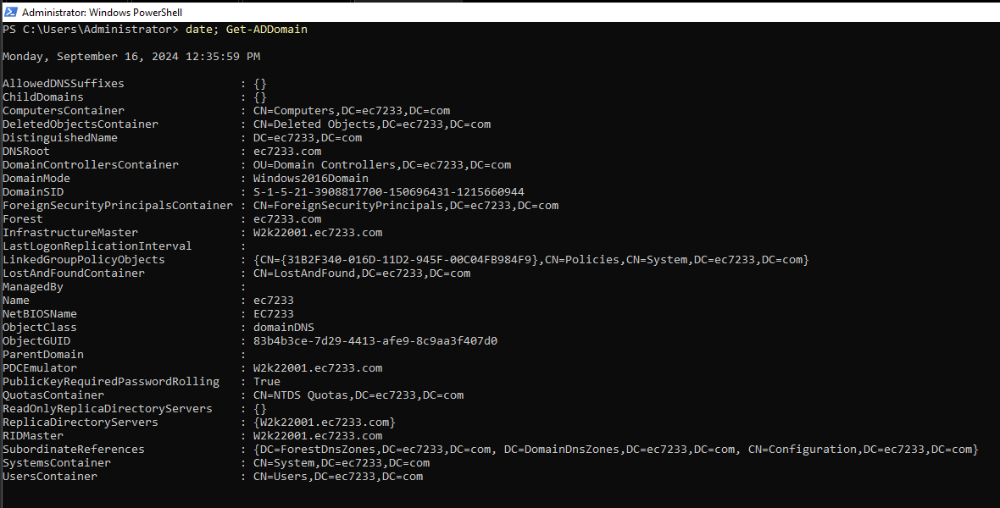 Administrator: Windows PowerShell
PS C:\Users\Administrator> date; Get-ADDomain
Monday, September 16, 2024 12:35:59 PM
AllowedDNSSuffixes : {}
ChildDomains : {}
ComputersContainer : CN=Computers,DC=ec7233,DC=com
DeletedObjectsContainer : CN=Deleted Objects,DC=ec7233,DC=com
DistinguishedName : DC=ec7233,DC=com
DNSRoot : ec7233.com
DomainControllersContainer : OU=Domain Controllers,DC=ec7233,DC=com
DomainMode : Windows2016Domain
DomainSID : S-1-5-21-3908817700-150696431-1215660944
ForeignSecurityPrincipalsContainer : CN=ForeignSecurityPrincipals,DC=ec7233,DC=com
Forest : ec7233.com
InfrastructureMaster : W2k22001.ec7233.com
LastLogonReplicationInterval :
LinkedGroupPolicyObjects : {CN={31B2F340-016D-11D2-945F-00C04FB984F9},CN=Policies,CN=System,DC=ec7233,DC=com}
LostAndFoundContainer : CN=LostAndFound,DC=ec7233,DC=com
ManagedBy :
Name : ec7233
NetBIOSName : EC7233
ObjectClass : domainDNS
ObjectGUID : 83b4b3ce-7d29-4413-afe9-8c9aa3f407d0
ParentDomain :
PDCEmulator : W2k22001.ec7233.com
PublicKeyRequiredPasswordRolling : True
QuotasContainer : CN=NTDS Quotas,DC=ec7233,DC=com
ReadOnlyReplicaDirectoryServers : {}
ReplicaDirectoryServers : {W2k22001.ec7233.com}
RIDMaster : W2k22001.ec7233.com
SubordinateReferences : {DC=ForestDnsZones,DC=ec7233,DC=com, DC=DomainDnsZones,DC=ec7233,DC=com, CN=Configuration,DC=ec7233,DC=com}
SystemsContainer : CN=System,DC=ec7233,DC=com
UsersContainer : CN=Users,DC=ec7233,DC=com